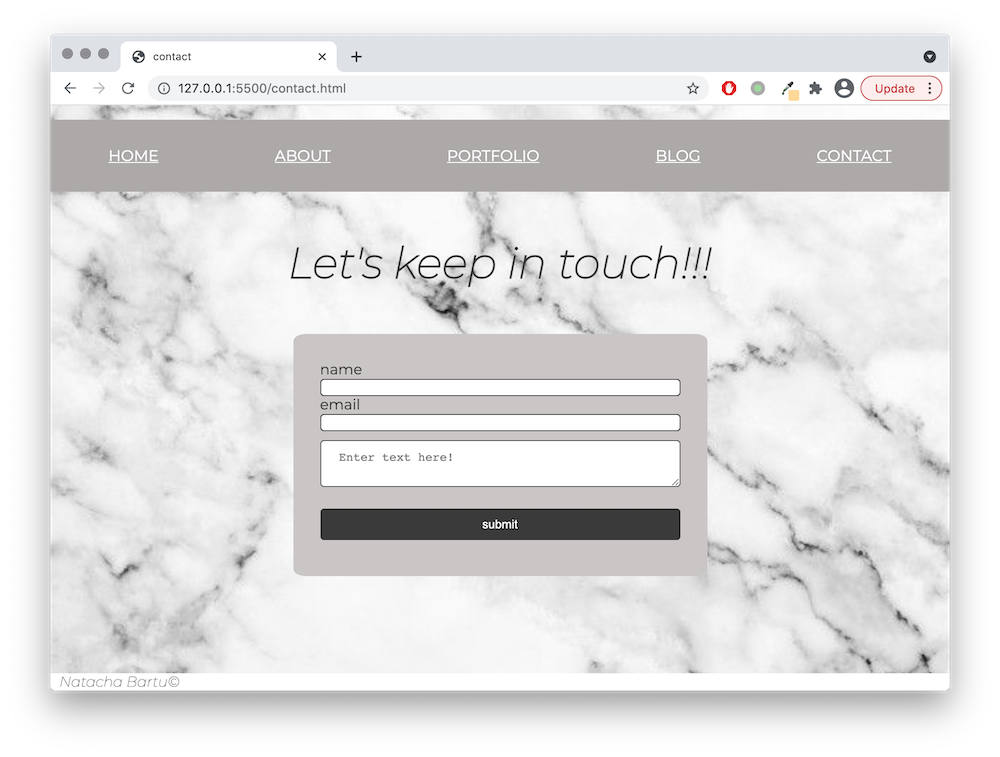 contact
127.0.0.1:5500/contact.html
Update
HOME ABOUT PORTFOLIO BLOG CONTACT
Let's keep in touch!!!
name
email
Enter text here!
submit
Natacha Bartu©